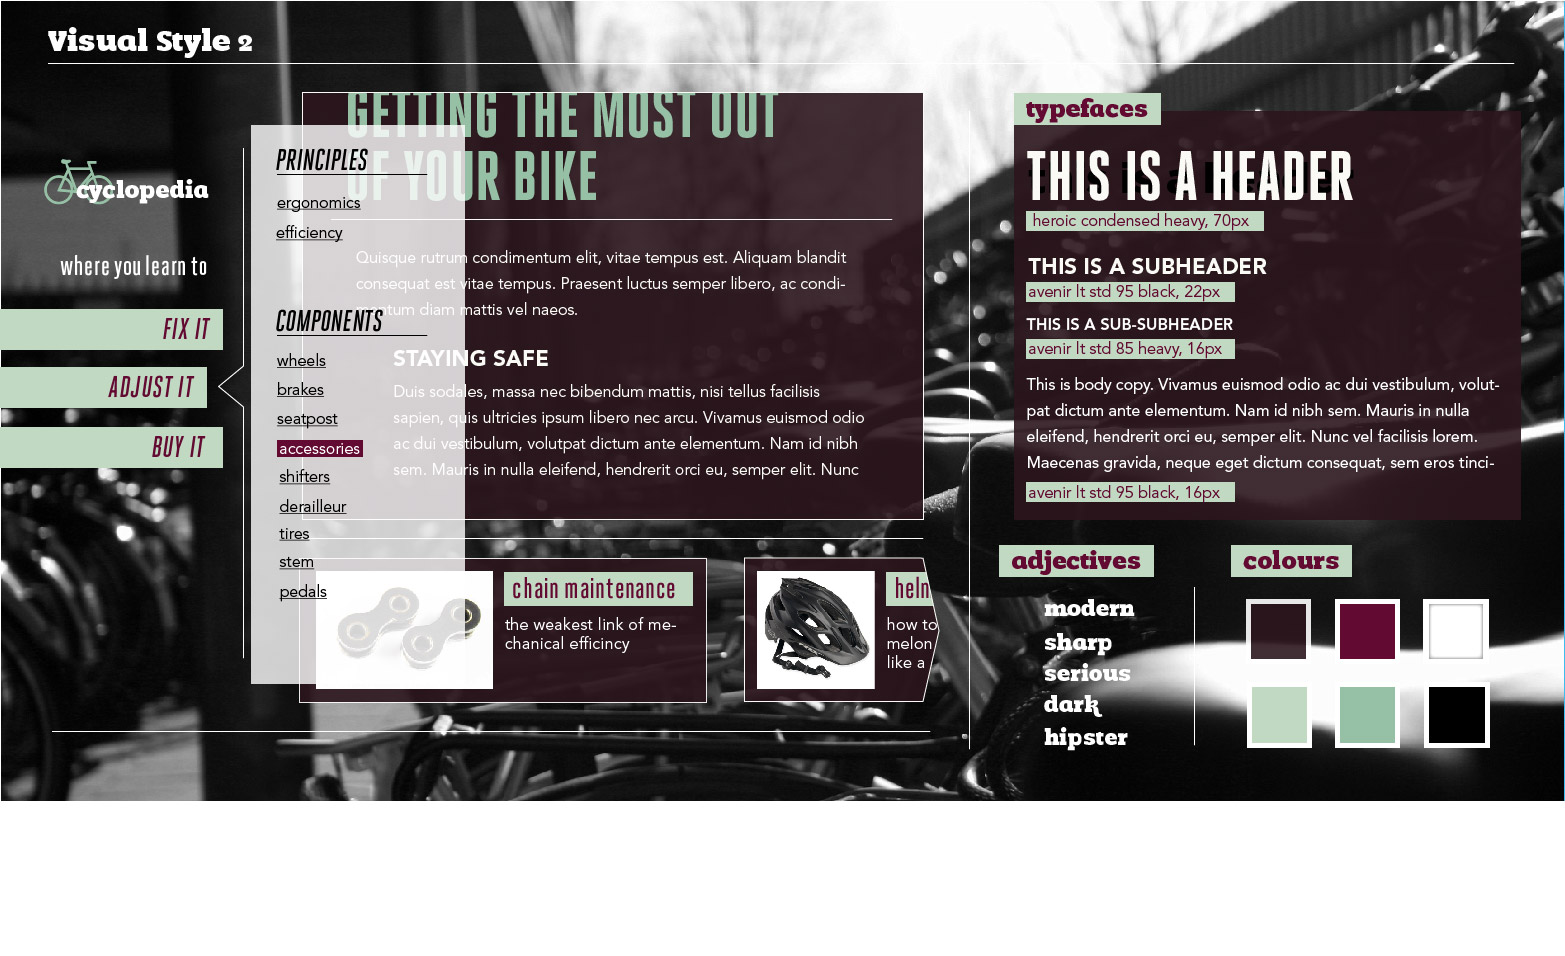 Visual Style 2
cyclopedia
where you learn to
FIX IT
ADJUST IT
BUY IT
PRINCIPLES
ergonomics
efficiency
COMPONENTS
wheels
brakes
seatpost
accessories
shifters
derailleur
tires
stem
pedals
GETTING THE MOST OUT
OF YOUR BIKE
Quisque rutrum condimentum elit, vitae tempus est. Aliquam blandit
consequat est vitae tempus. Praesent luctus semper libero, ac condi-
mentum diam mattis vel naeos.
STAYING SAFE
Duis sodales, massa nec bibendum mattis, nisi tellus facilisis
sapien, quis ultricies ipsum libero nec arcu. Vivamus euismod odio
ac dui vestibulum, volutpat dictum ante elementum. Nam id nibh
sem. Mauris in nulla eleifend, hendrerit orci eu, semper elit. Nunc
chain maintenance
the weakest link of me-
chanical efficincy
heln
how to
melon
like a
typefaces
THIS IS A HEADER
heroic condensed heavy, 70px
THIS IS A SUBHEADER
avenir lt std 95 black, 22px
THIS IS A SUB-SUBHEADER
avenir lt std 85 heavy, 16px
This is body copy. Vivamus euismod odio ac dui vestibulum, volut-
pat dictum ante elementum. Nam id nibh sem. Mauris in nulla
eleifend, hendrerit orci eu, semper elit. Nunc vel facilisis lorem.
Maecenas gravida, neque eget dictum consequat, sem eros tinci-
avenir lt std 95 black, 16px
adjectives
modern
sharp
serious
dark
hipster
colours